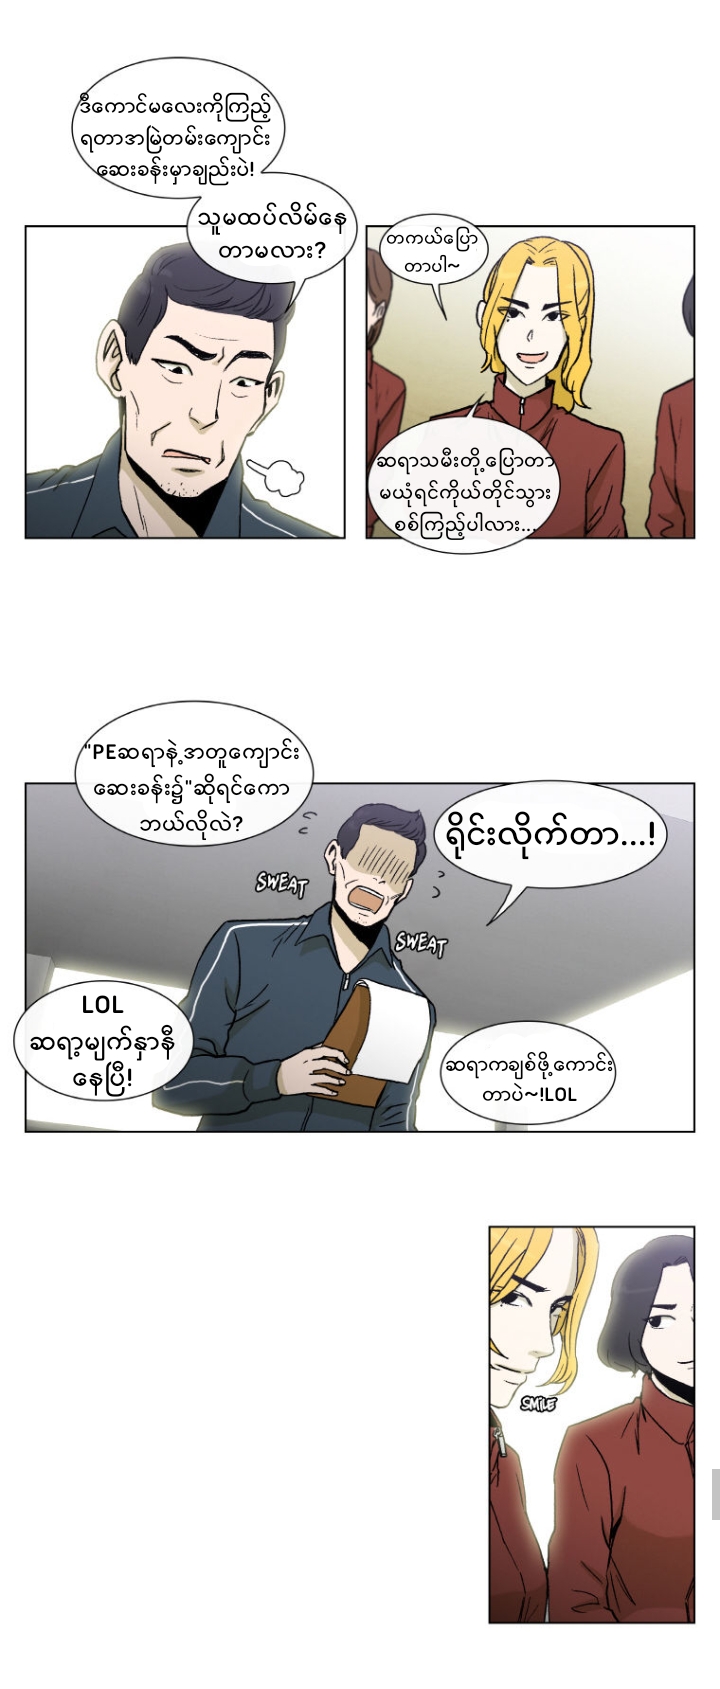 ဒီကောင်မလေးကိုကြည့်
ရတာအမြဲတမ်းကျောင်း
ဆေးခန်းမှာချည်းပဲ!
သူမထပ်လိမ်နေ
တာမလား?
တကယ်ပြော
တာပါ~
ဆရာသမီးတို့ပြောတာ
မယုံရင်ကိုယ်တိုင်သွား
စစ်ကြည့်ပါလား...
"PEဆရာနဲ့အတူကျောင်း
ဆေးခန်း၌"ဆိုရင်ကော
ဘယ်လိုလဲ?
ရိုင်းလိုက်တာ...!
SWEAT
SWEAT
LOL
ဆရာ့မျက်နှာနီ
နေပြီ!
ဆရာကချစ်ဖို့ကောင်း
တာပဲ~!LOL
SMILE